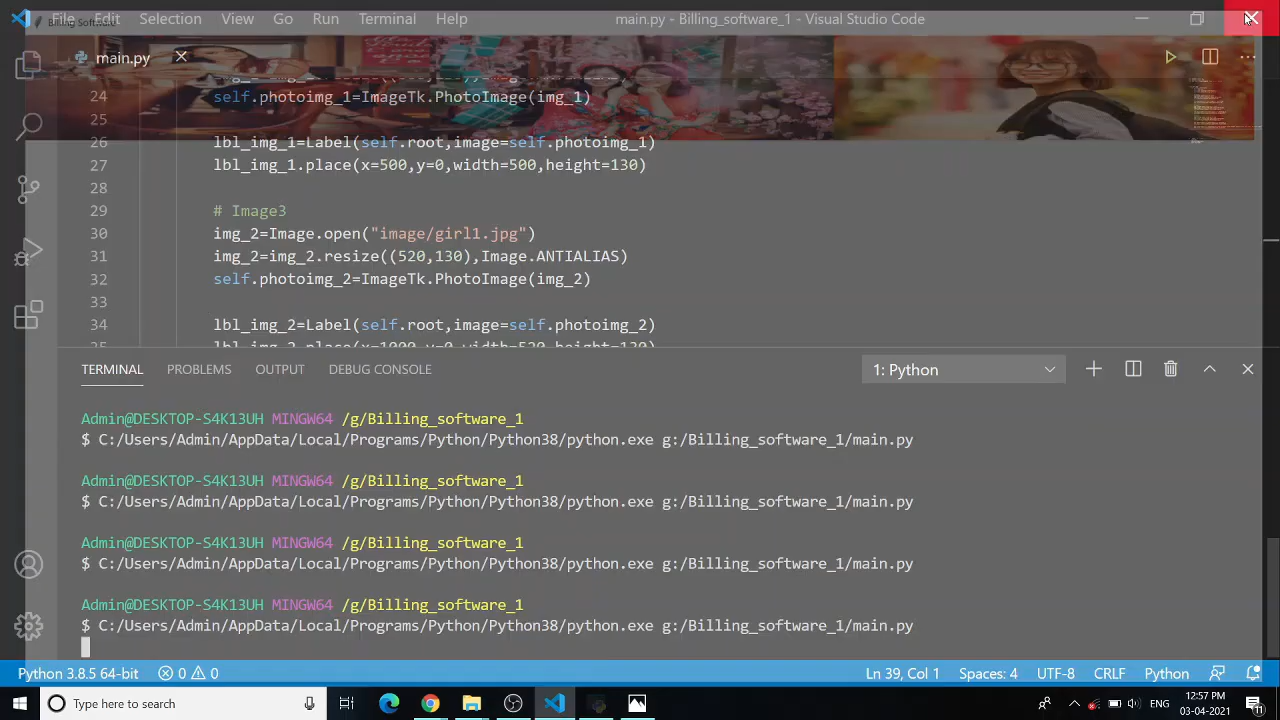 File Edit Selection View Go Run Terminal Help main.py - Billing_software_1 - Visual Studio Code
Billing Software
main.py
24 self.photoimg_1=ImageTk.PhotoImage(img_1)
25
26 lbl_img_1=Label(self.root,image=self.photoimg_1)
27 lbl_img_1.place(x=500,y=0,width=500,height=130)
28
29 # Image3
30 img_2=Image.open("image/girl1.jpg")
31 img_2=img_2.resize((520,130),Image.ANTIALIAS)
32 self.photoimg_2=ImageTk.PhotoImage(img_2)
33
34 lbl_img_2=Label(self.root,image=self.photoimg_2)
35 lbl_img_2.place(x=1000,y=0,width=520,height=130)
TERMINAL PROBLEMS OUTPUT DEBUG CONSOLE 1: Python
Admin@DESKTOP-S4K13UH MINGW64 /g/Billing_software_1
$ C:/Users/Admin/AppData/Local/Programs/Python/Python38/python.exe g:/Billing_software_1/main.py
Admin@DESKTOP-S4K13UH MINGW64 /g/Billing_software_1
$ C:/Users/Admin/AppData/Local/Programs/Python/Python38/python.exe g:/Billing_software_1/main.py
Admin@DESKTOP-S4K13UH MINGW64 /g/Billing_software_1
$ C:/Users/Admin/AppData/Local/Programs/Python/Python38/python.exe g:/Billing_software_1/main.py
Admin@DESKTOP-S4K13UH MINGW64 /g/Billing_software_1
$ C:/Users/Admin/AppData/Local/Programs/Python/Python38/python.exe g:/Billing_software_1/main.py
Python 3.8.5 64-bit 0 0 Ln 39, Col 1 Spaces: 4 UTF-8 CRLF Python
Type here to search ENG 12:57 PM
03-04-2021 11